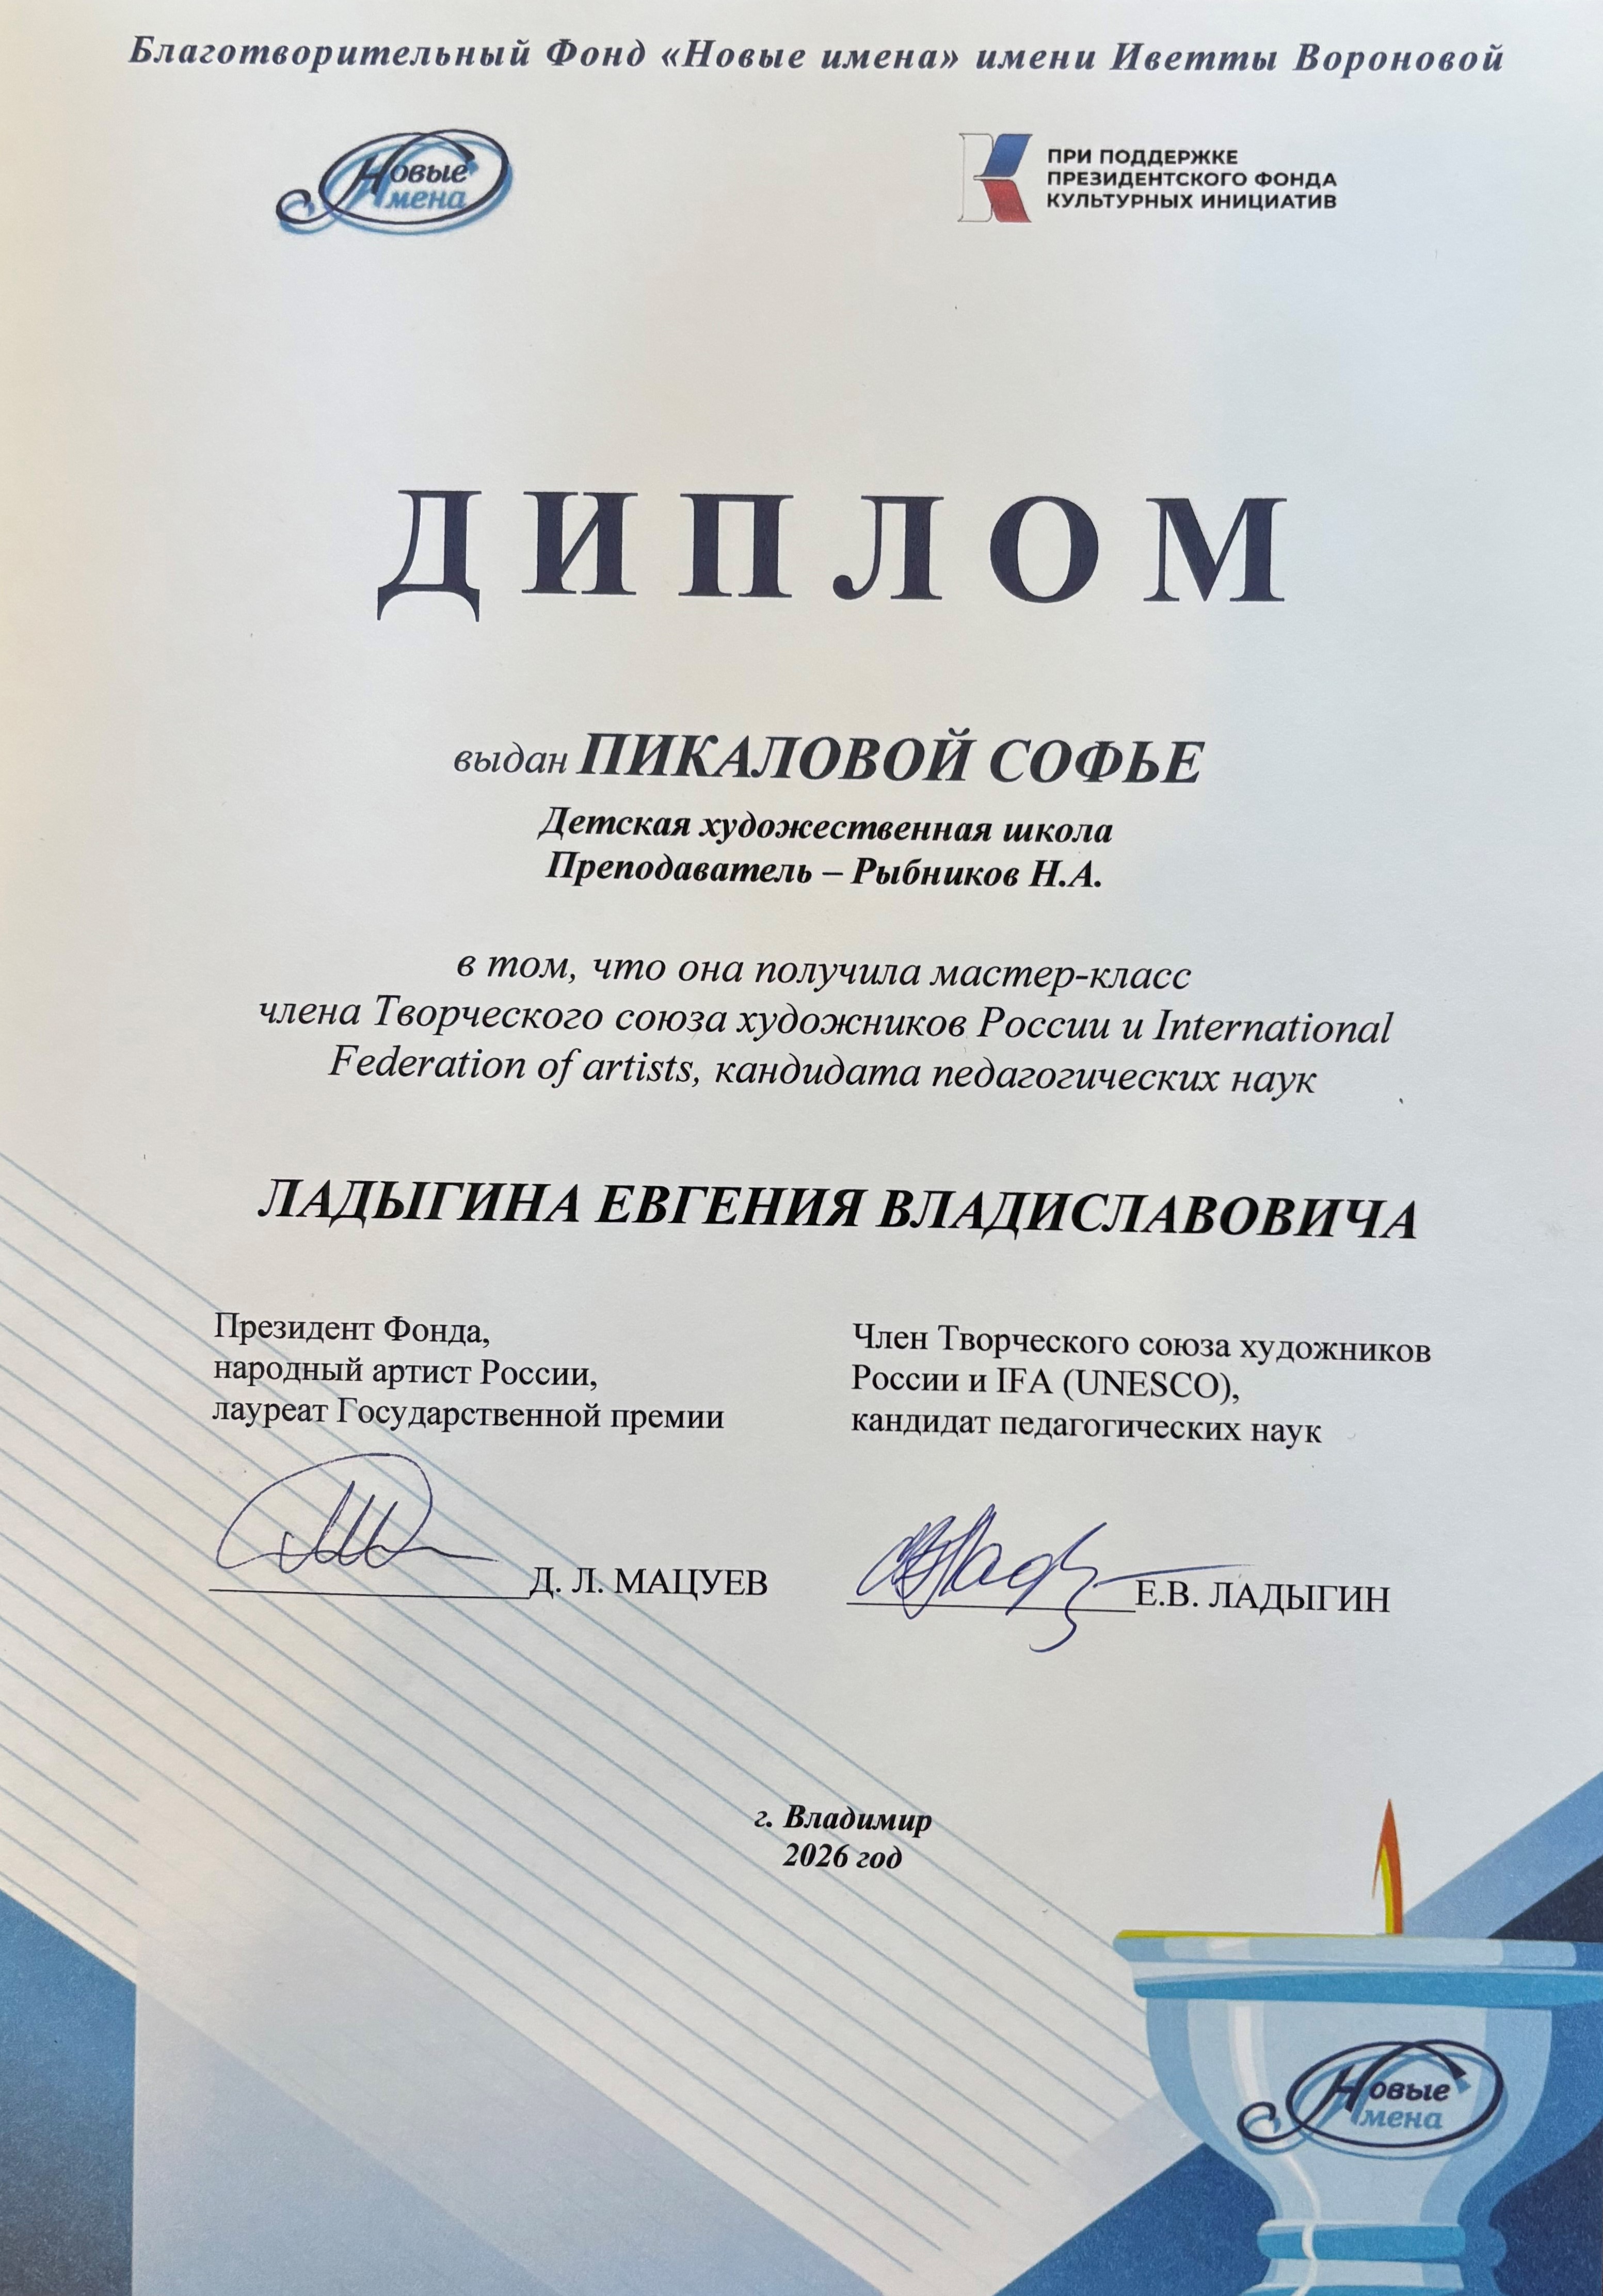 Благотворительный Фонд «Новые имена» имени Иветты Вороновой
Новые
Имена
ПРИ ПОДДЕРЖКЕ
ПРЕЗИДЕНТСКОГО ФОНДА
КУЛЬТУРНЫХ ИНИЦИАТИВ
ДИПЛОМ
выдан ПИКАЛОВОЙ СОФЬЕ
Детская художественная школа
Преподаватель – Рыбников Н.А.
в том, что она получила мастер-класс
члена Творческого союза художников России и International
Federation of artists, кандидата педагогических наук
ЛАДЫГИНА ЕВГЕНИЯ ВЛАДИСЛАВОВИЧА
Президент Фонда,
народный артист России,
лауреат Государственной премии
Д. Л. МАЦУЕВ
Член Творческого союза художников
России и IFA (UNESCO),
кандидат педагогических наук
Е.В. ЛАДЫГИН
г. Владимир
2026 год
Новые
Имена